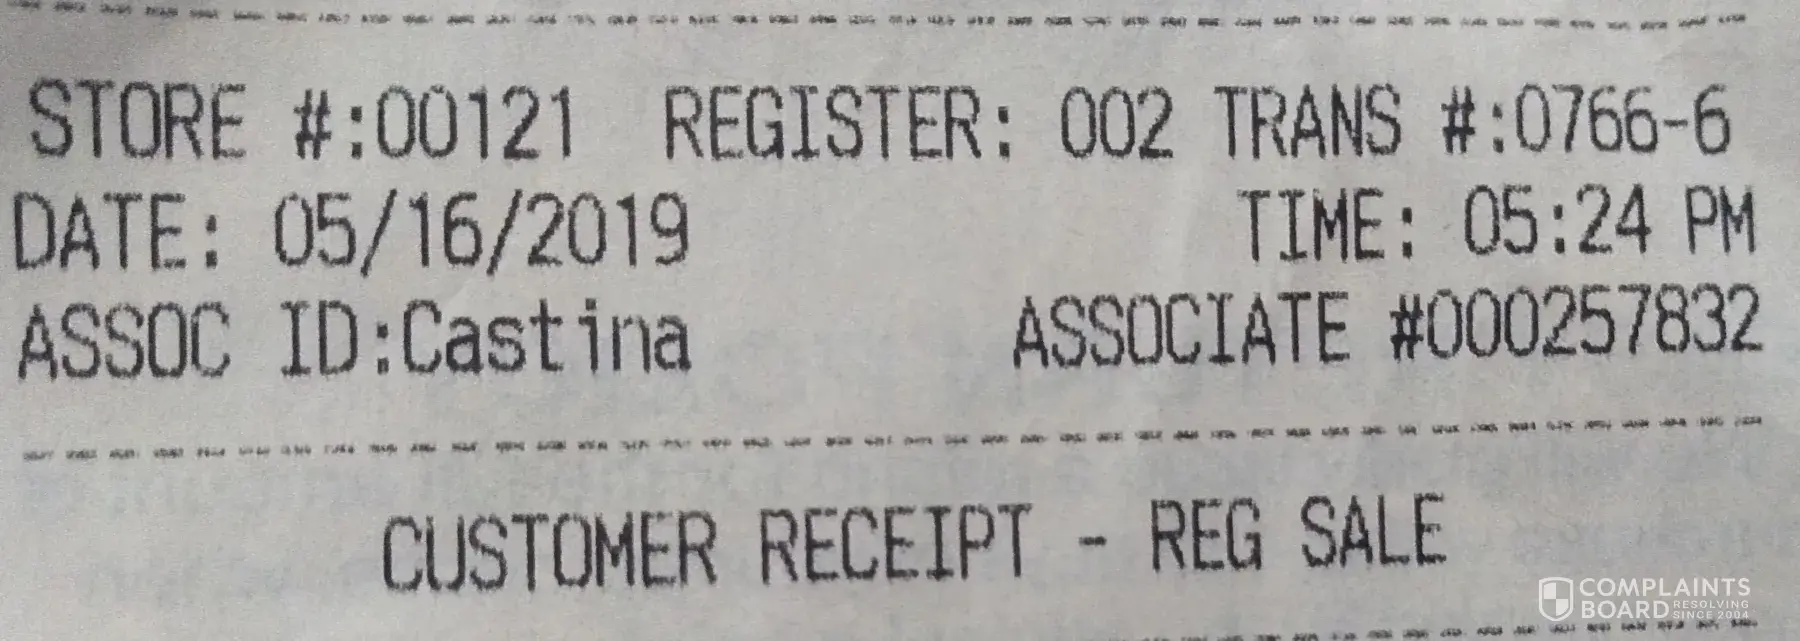 STORE #:00121 REGISTER: 002 TRANS #:0766-6
DATE: 05/16/2019 TIME: 05:24 PM
ASSOC ID:Castina ASSOCIATE #000257832
CUSTOMER RECEIPT - REG SALE
COMPLAINTS
BOARD RESOLVING SINCE 2004